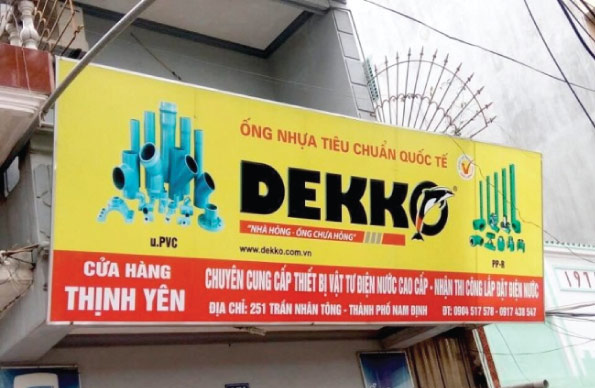 ỐNG NHỰA TIÊU CHUẨN QUỐC TẾ
DEKKO
"NHÀ HỎNG - ỐNG CHƯA HỎNG"
www.dekko.com.vn
u.PVC
PP-R
CỬA HÀNG
THỊNH YÊN
CHUYÊN CUNG CẤP THIẾT BỊ VẬT TƯ ĐIỆN NƯỚC CAO CẤP - NHẬN THI CÔNG LẮP ĐẶT ĐIỆN NƯỚC
ĐỊA CHỈ: 251 TRẦN NHÂN TÔNG - THÀNH PHỐ NAM ĐỊNH ĐT: 0904 517 578 - 0917 438 547